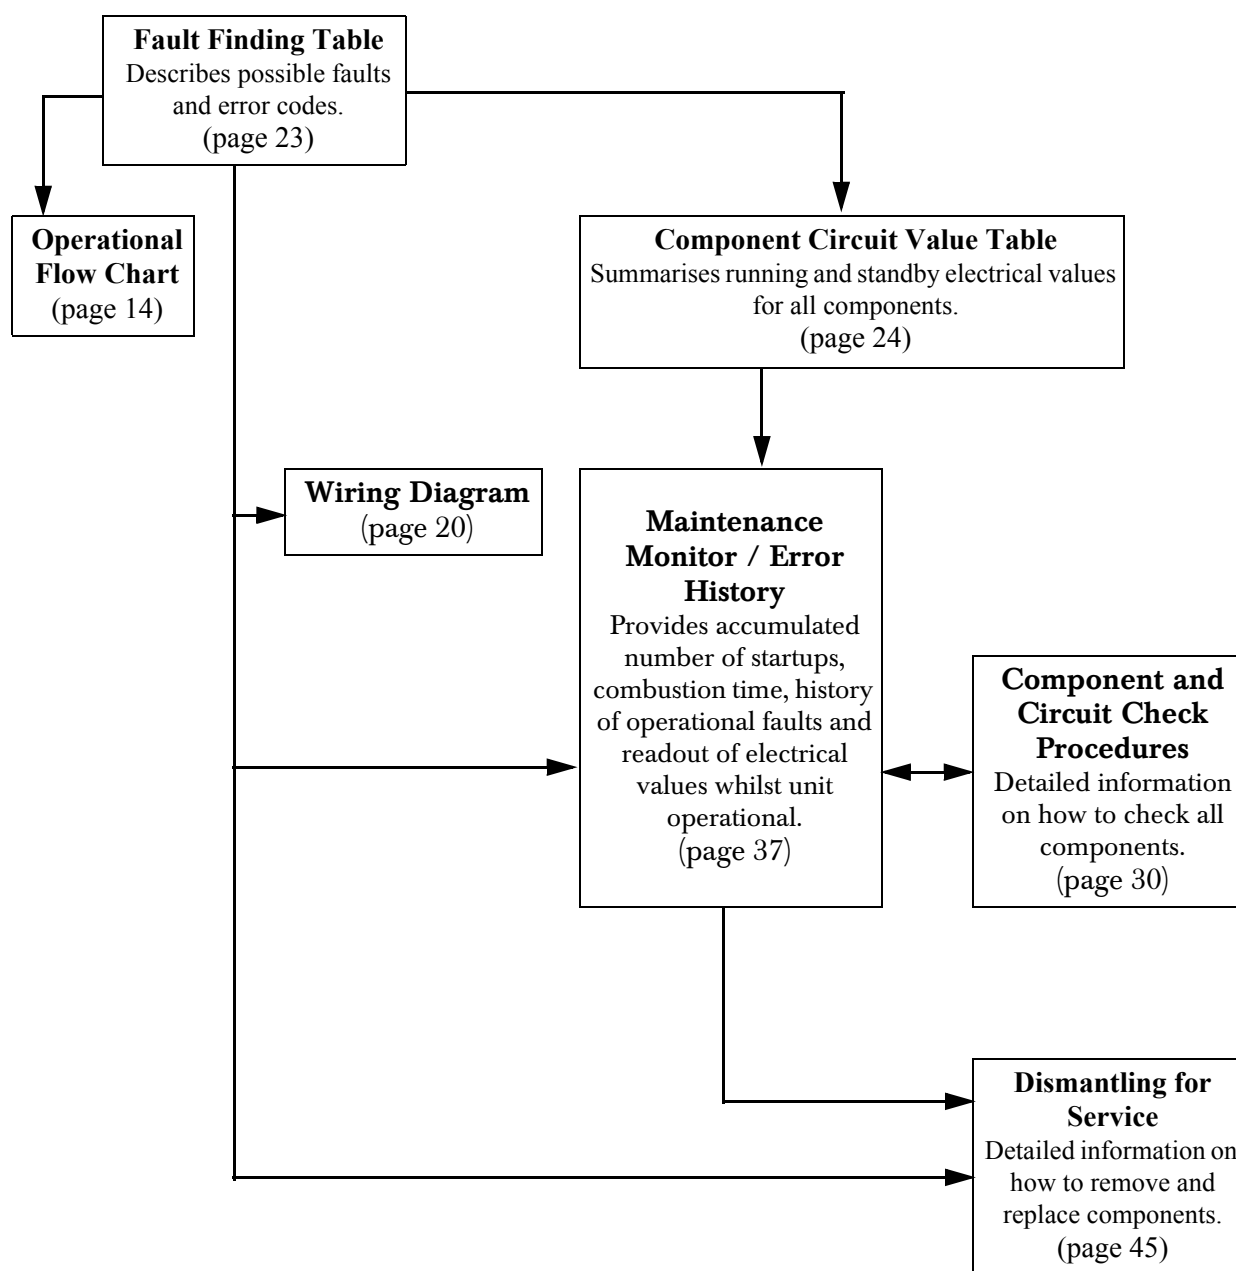 Fault Finding Table
Describes possible faults
and error codes.
(page 23)
Operational
Flow Chart
(page 14)
Component Circuit Value Table
Summarises running and standby electrical values
for all components.
(page 24)
Wiring Diagram
(page 20)
Maintenance
Monitor / Error
History
Provides accumulated
number of startups,
combustion time, history
of operational faults and
readout of electrical
values whilst unit
operational.
(page 37)
Component and
Circuit Check
Procedures
Detailed information
on how to check all
components.
(page 30)
Dismantling for
Service
Detailed information on
how to remove and
replace components.
(page 45)